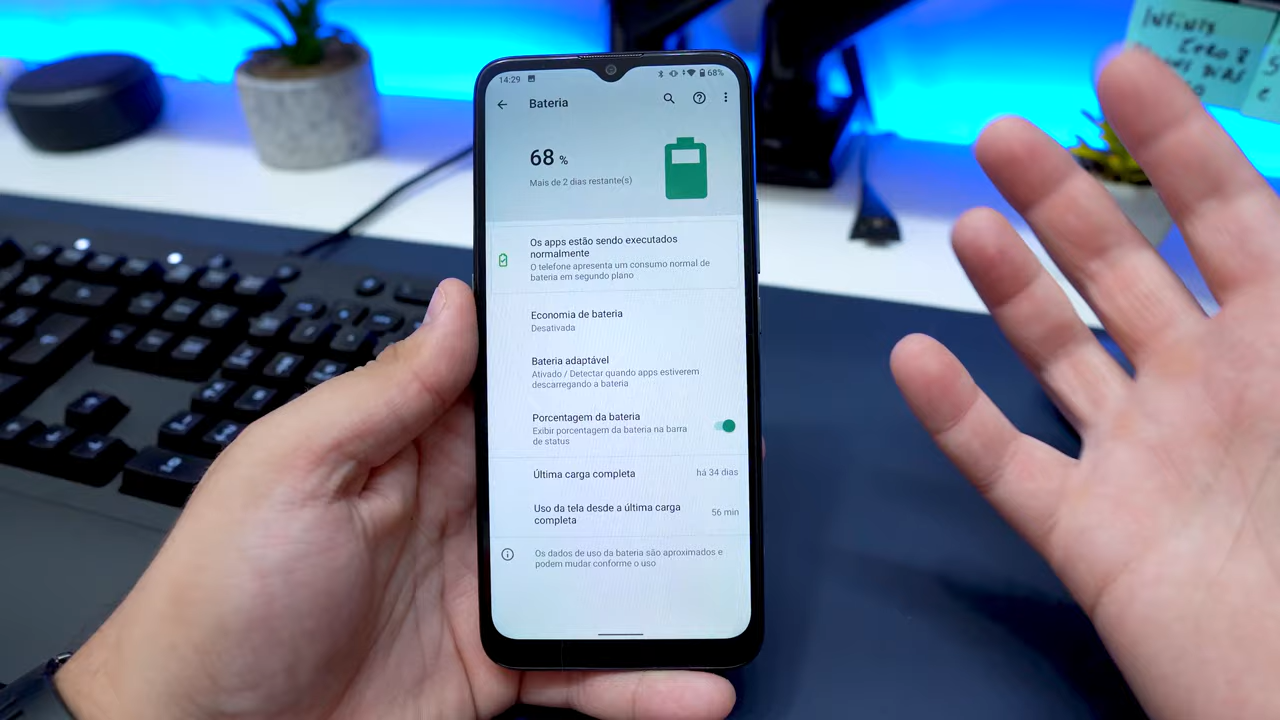 14:29
68%
Bateria
68 %
Mais de 2 dias restante(s)
Os apps estão sendo executados
normalmente
O telefone apresenta um consumo normal de
bateria em segundo plano
Economia de bateria
Desativada
Bateria adaptável
Ativado / Detectar quando apps estiverem
descarregando a bateria
Porcentagem da bateria
Exibir porcentagem da bateria na barra
de status
Última carga completa
há 34 dias
Uso da tela desde a última carga
completa
56 min
Os dados de uso da bateria são aproximados e
podem mudar conforme o uso
INFINIX
ZERO 8
DIAS